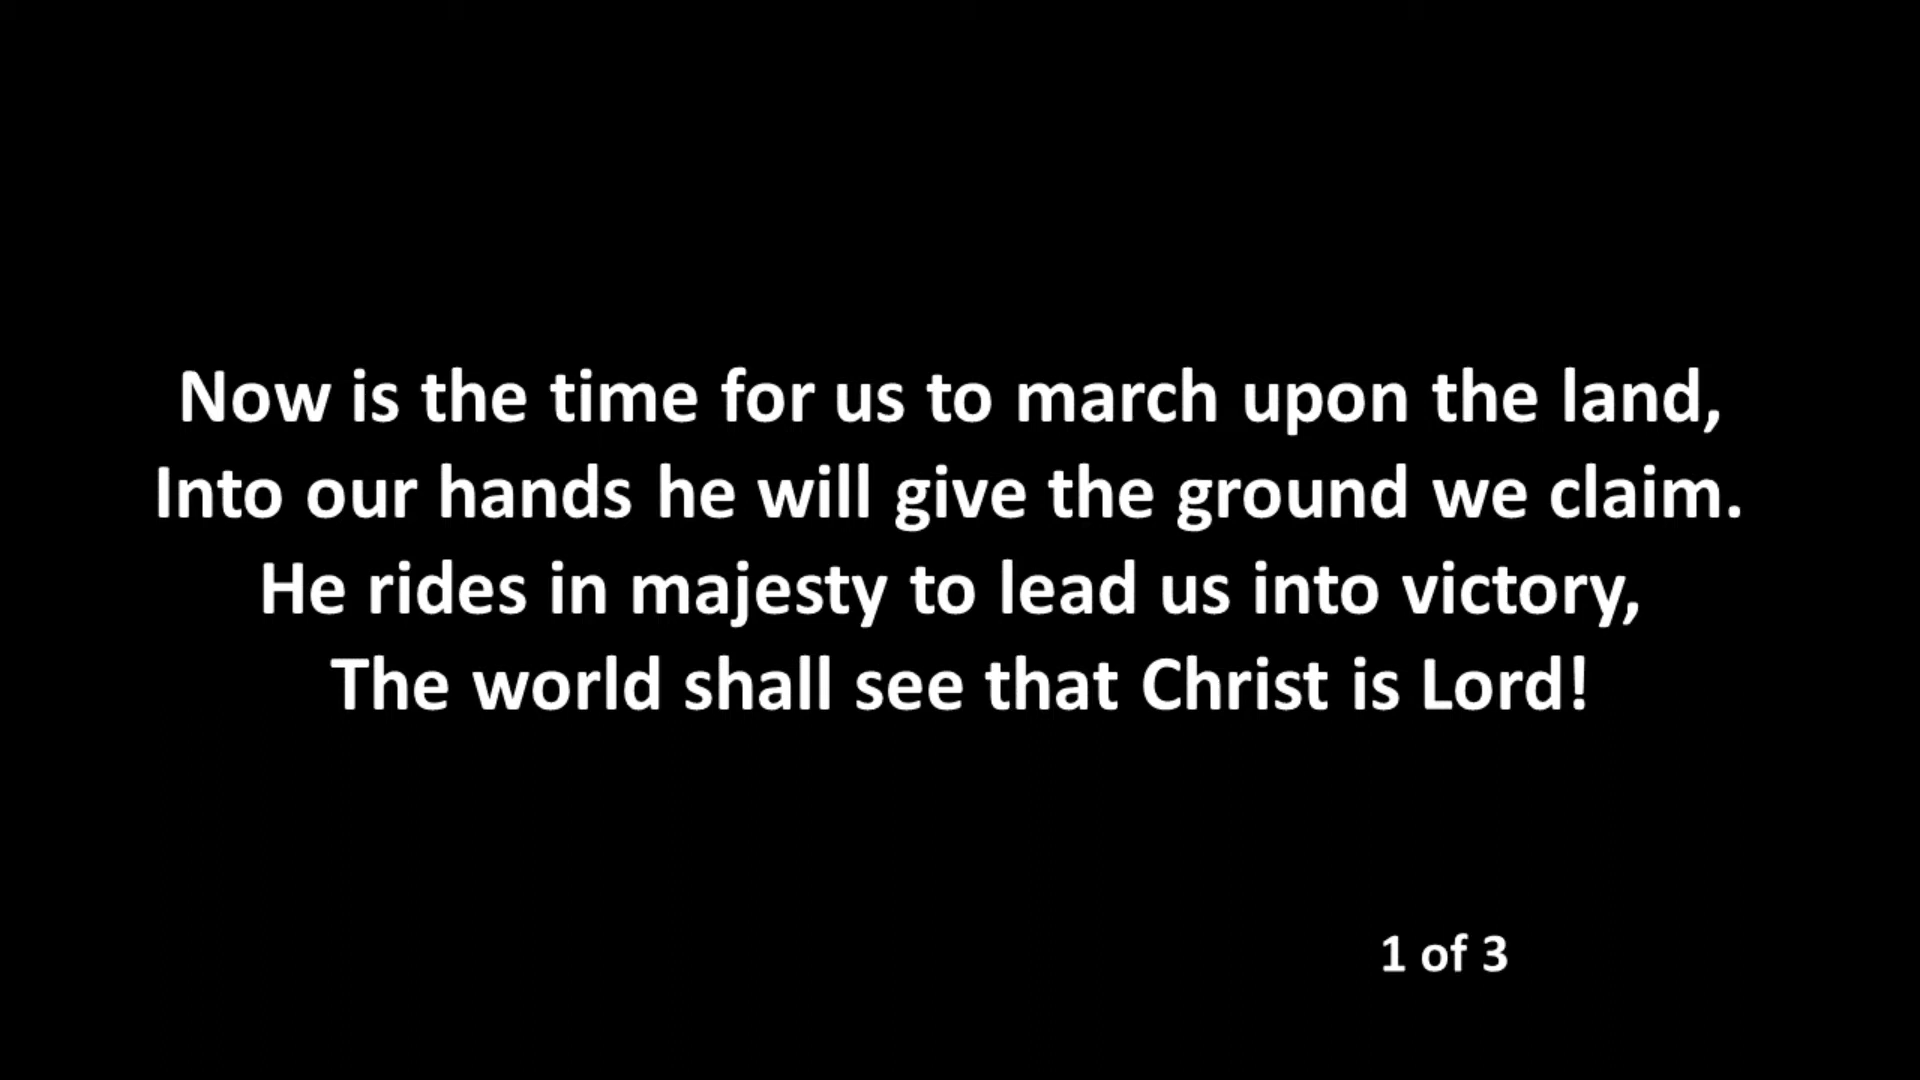 Now is the time for us to march upon the land,
Into our hands he will give the ground we claim.
He rides in majesty to lead us into victory,
The world shall see that Christ is Lord!
1 of 3